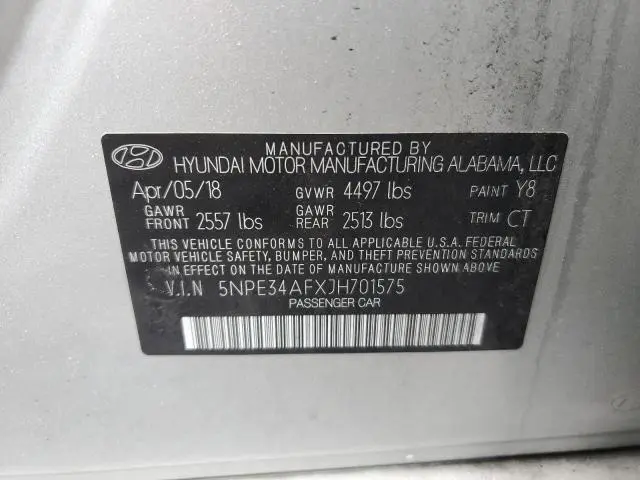 MANUFACTURED BY
HYUNDAI MOTOR MANUFACTURING ALABAMA, LLC
Apr/05/18 GVWR 4497 lbs PAINT Y8
GAWR FRONT 2557 lbs GAWR REAR 2513 lbs TRIM CT
THIS VEHICLE CONFORMS TO ALL APPLICABLE U.S.A. FEDERAL
MOTOR VEHICLE SAFETY, BUMPER, AND THEFT PREVENTION STANDARDS
IN EFFECT ON THE DATE OF MANUFACTURE SHOWN ABOVE.
V.I.N 5NPE34AFXJH701575
PASSENGER CAR